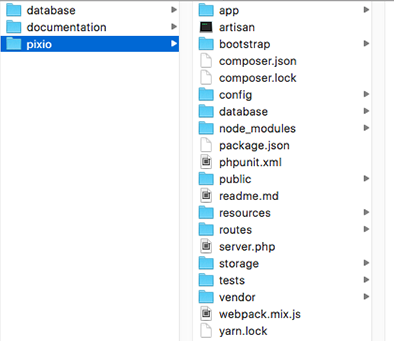 database
documentation
pixio
app
artisan
bootstrap
composer.json
composer.lock
config
database
node_modules
package.json
phpunit.xml
public
readme.md
resources
routes
server.php
storage
tests
vendor
webpack.mix.js
yarn.lock